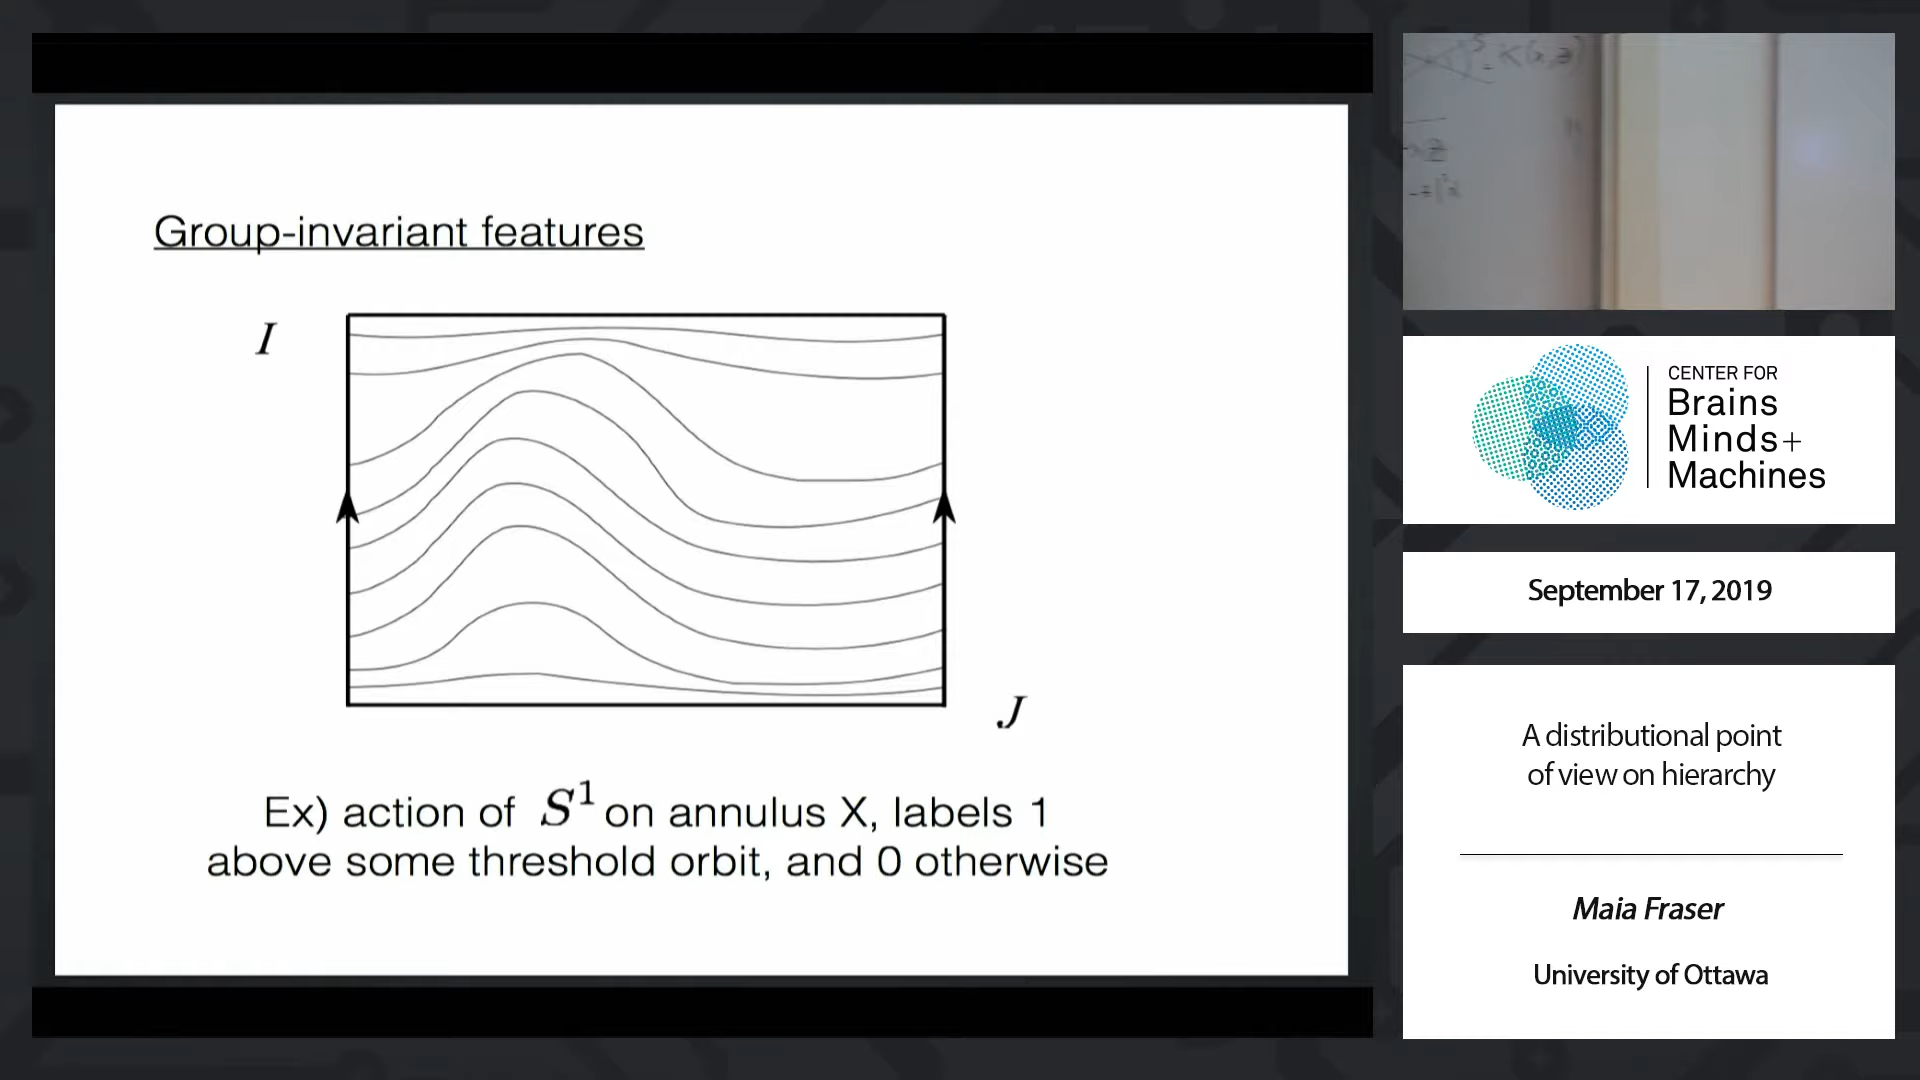 Group-invariant features
I
J
Ex) action of S¹ on annulus X, labels 1
above some threshold orbit, and 0 otherwise
CENTER FOR
Brains
Minds+
Machines
September 17, 2019
A distributional point
of view on hierarchy
Maia Fraser
University of Ottawa